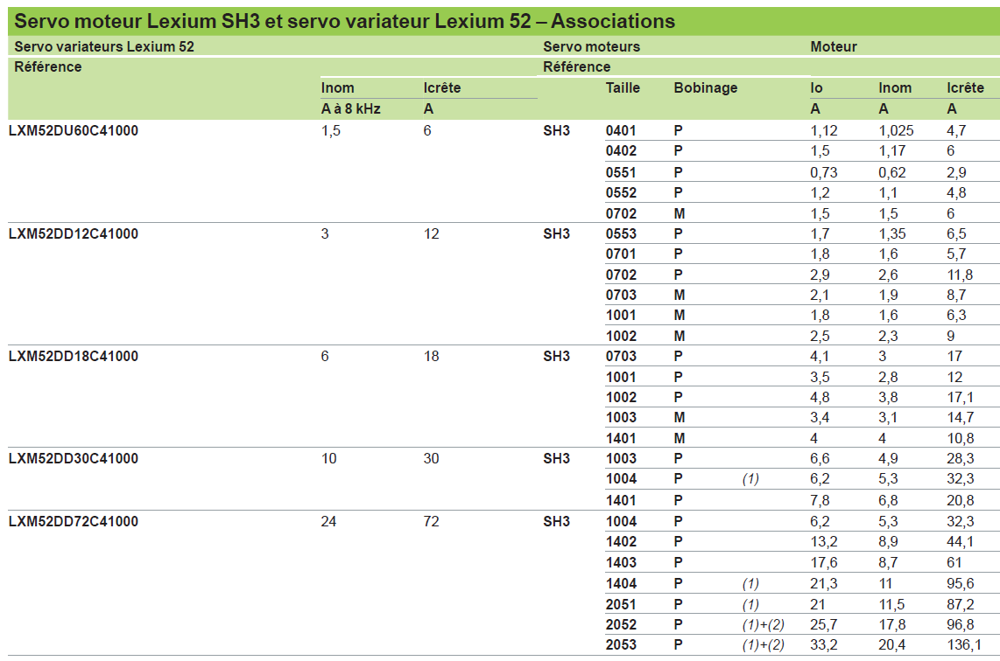 Servo moteur Lexium SH3 et servo variateur Lexium 52 – Associations
Servo variateurs Lexium 52 Servo moteurs Moteur
Référence Référence
Inom Icrête Taille Bobinage Io Inom Icrête
A à 8 kHz A A A A
LXM52DU60C41000 1,5 6 SH3 0401 P 1,12 1,025 4,7
0402 P 1,5 1,17 6
0551 P 0,73 0,62 2,9
0552 P 1,2 1,1 4,8
0702 M 1,5 1,5 6
LXM52DD12C41000 3 12 SH3 0553 P 1,7 1,35 6,5
0701 P 1,8 1,6 5,7
0702 P 2,9 2,6 11,8
0703 M 2,1 1,9 8,7
1001 M 1,8 1,6 6,3
1002 M 2,5 2,3 9
LXM52DD18C41000 6 18 SH3 0703 P 4,1 3 17
1001 P 3,5 2,8 12
1002 P 4,8 3,8 17,1
1003 M 3,4 3,1 14,7
1401 M 4 4 10,8
LXM52DD30C41000 10 30 SH3 1003 P 6,6 4,9 28,3
1004 P (1) 6,2 5,3 32,3
1401 P 7,8 6,8 20,8
LXM52DD72C41000 24 72 SH3 1004 P 6,2 5,3 32,3
1402 P 13,2 8,9 44,1
1403 P 17,6 8,7 61
1404 P (1) 21,3 11 95,6
2051 P (1) 21 11,5 87,2
2052 P (1)+(2) 25,7 17,8 96,8
2053 P (1)+(2) 33,2 20,4 136,1